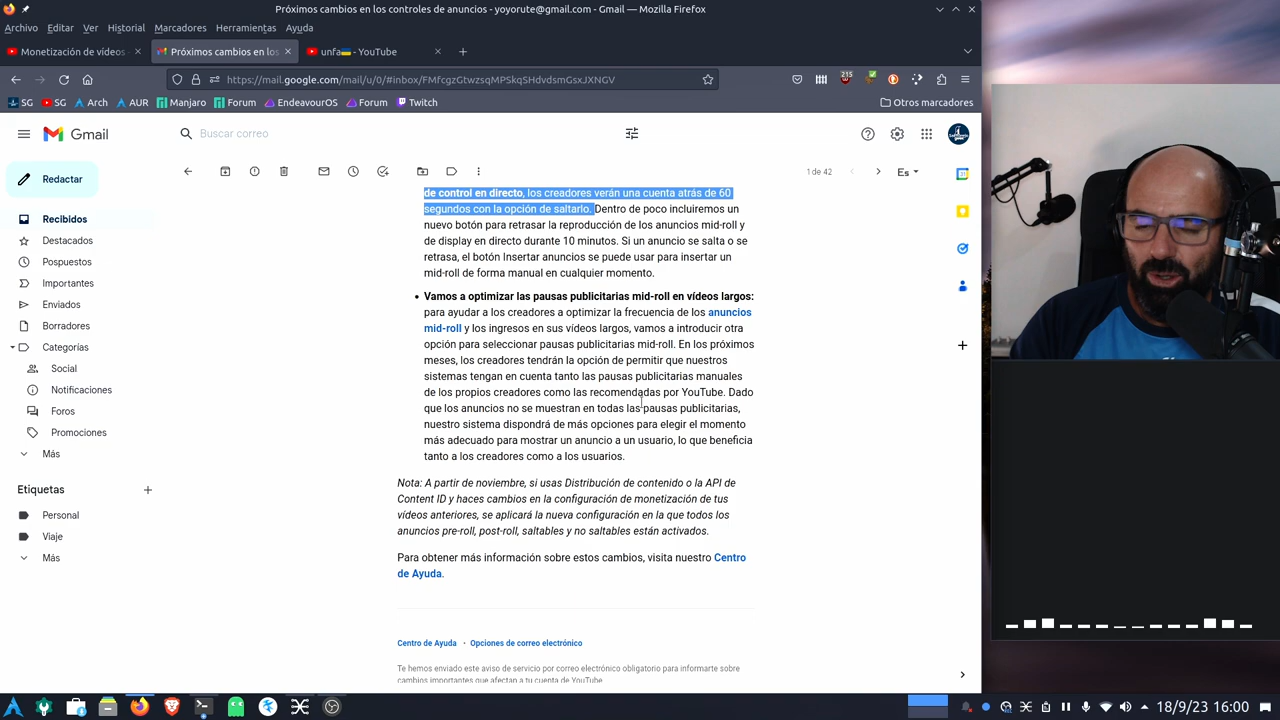 Próximos cambios en los controles de anuncios - yoyorute@gmail.com - Gmail — Mozilla Firefox
Archivo Editar Ver Historial Marcadores Herramientas Ayuda
Monetización de vídeos -
Próximos cambios en los
unfa - YouTube
https://mail.google.com/mail/u/0/#inbox/FMfcgzGtwzsqMPSkqSHdvdsmGsxJXNGV
215
SG SG Arch AUR Manjaro Forum EndeavourOS Forum Twitch Otros marcadores
Gmail
Buscar correo
Redactar
1 de 42
Es
Recibidos
Destacados
Pospuestos
Importantes
Enviados
Borradores
Categorías
Social
Notificaciones
Foros
Promociones
Más
Etiquetas
Personal
Viaje
Más
de control en directo, los creadores verán una cuenta atrás de 60
segundos con la opción de saltarlo. Dentro de poco incluiremos un
nuevo botón para retrasar la reproducción de los anuncios mid-roll y
de display en directo durante 10 minutos. Si un anuncio se salta o se
retrasa, el botón Insertar anuncios se puede usar para insertar un
mid-roll de forma manual en cualquier momento.
• Vamos a optimizar las pausas publicitarias mid-roll en vídeos largos:
para ayudar a los creadores a optimizar la frecuencia de los anuncios
mid-roll y los ingresos en sus vídeos largos, vamos a introducir otra
opción para seleccionar pausas publicitarias mid-roll. En los próximos
meses, los creadores tendrán la opción de permitir que nuestros
sistemas tengan en cuenta tanto las pausas publicitarias manuales
de los propios creadores como las recomendadas por YouTube. Dado
que los anuncios no se muestran en todas las pausas publicitarias,
nuestro sistema dispondrá de más opciones para elegir el momento
más adecuado para mostrar un anuncio a un usuario, lo que beneficia
tanto a los creadores como a los usuarios.
Nota: A partir de noviembre, si usas Distribución de contenido o la API de
Content ID y haces cambios en la configuración de monetización de tus
vídeos anteriores, se aplicará la nueva configuración en la que todos los
anuncios pre-roll, post-roll, saltables y no saltables están activados.
Para obtener más información sobre estos cambios, visita nuestro Centro
de Ayuda.
Centro de Ayuda · Opciones de correo electrónico
Te hemos enviado este aviso de servicio por correo electrónico obligatorio para informarte sobre
cambios importantes que afectan a tu cuenta de YouTube
18/9/23 16:00